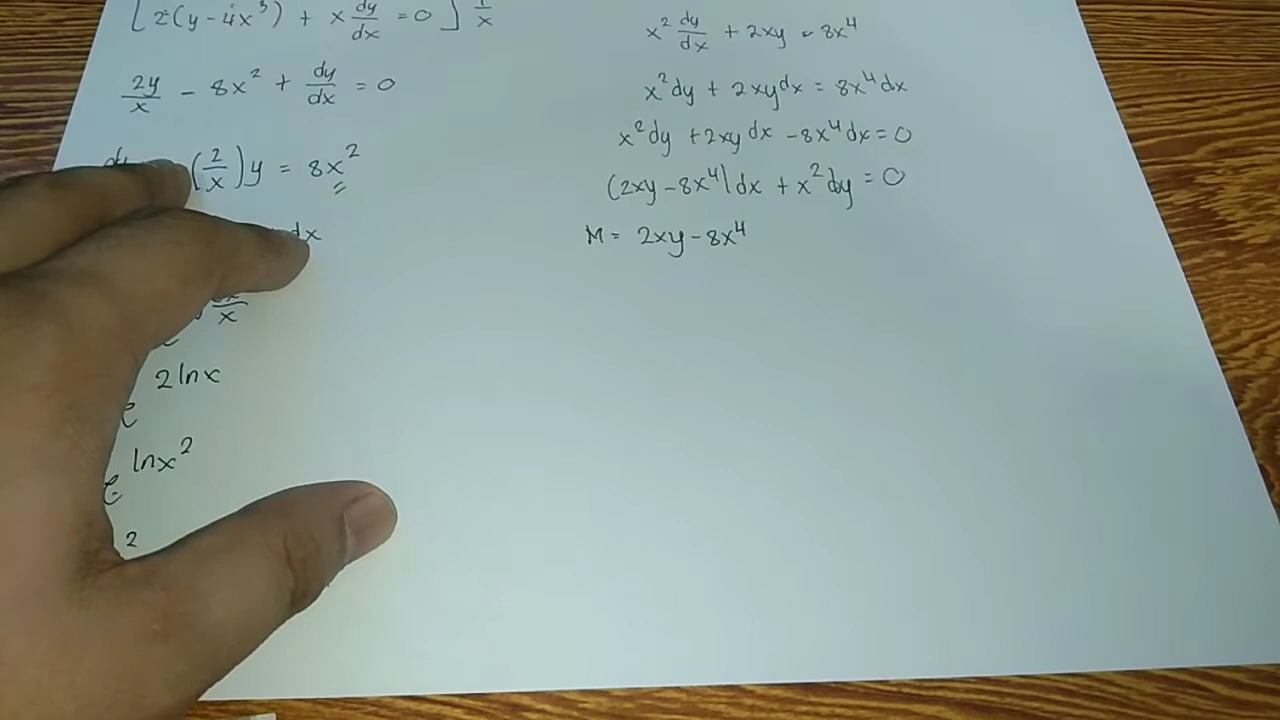 [2(y - 4x³) + x dy/dx = 0] 1/x
2y/x - 8x² + dy/dx = 0
(2/x)y = 8x²
dx
dx/x
2lnx
e
lnx²
e
2
x² dy/dx + 2xy = 8x⁴
x²dy + 2xydx = 8x⁴dx
x²dy + 2xydx - 8x⁴dx = 0
(2xy - 8x⁴)dx + x²dy = 0
M = 2xy - 8x⁴